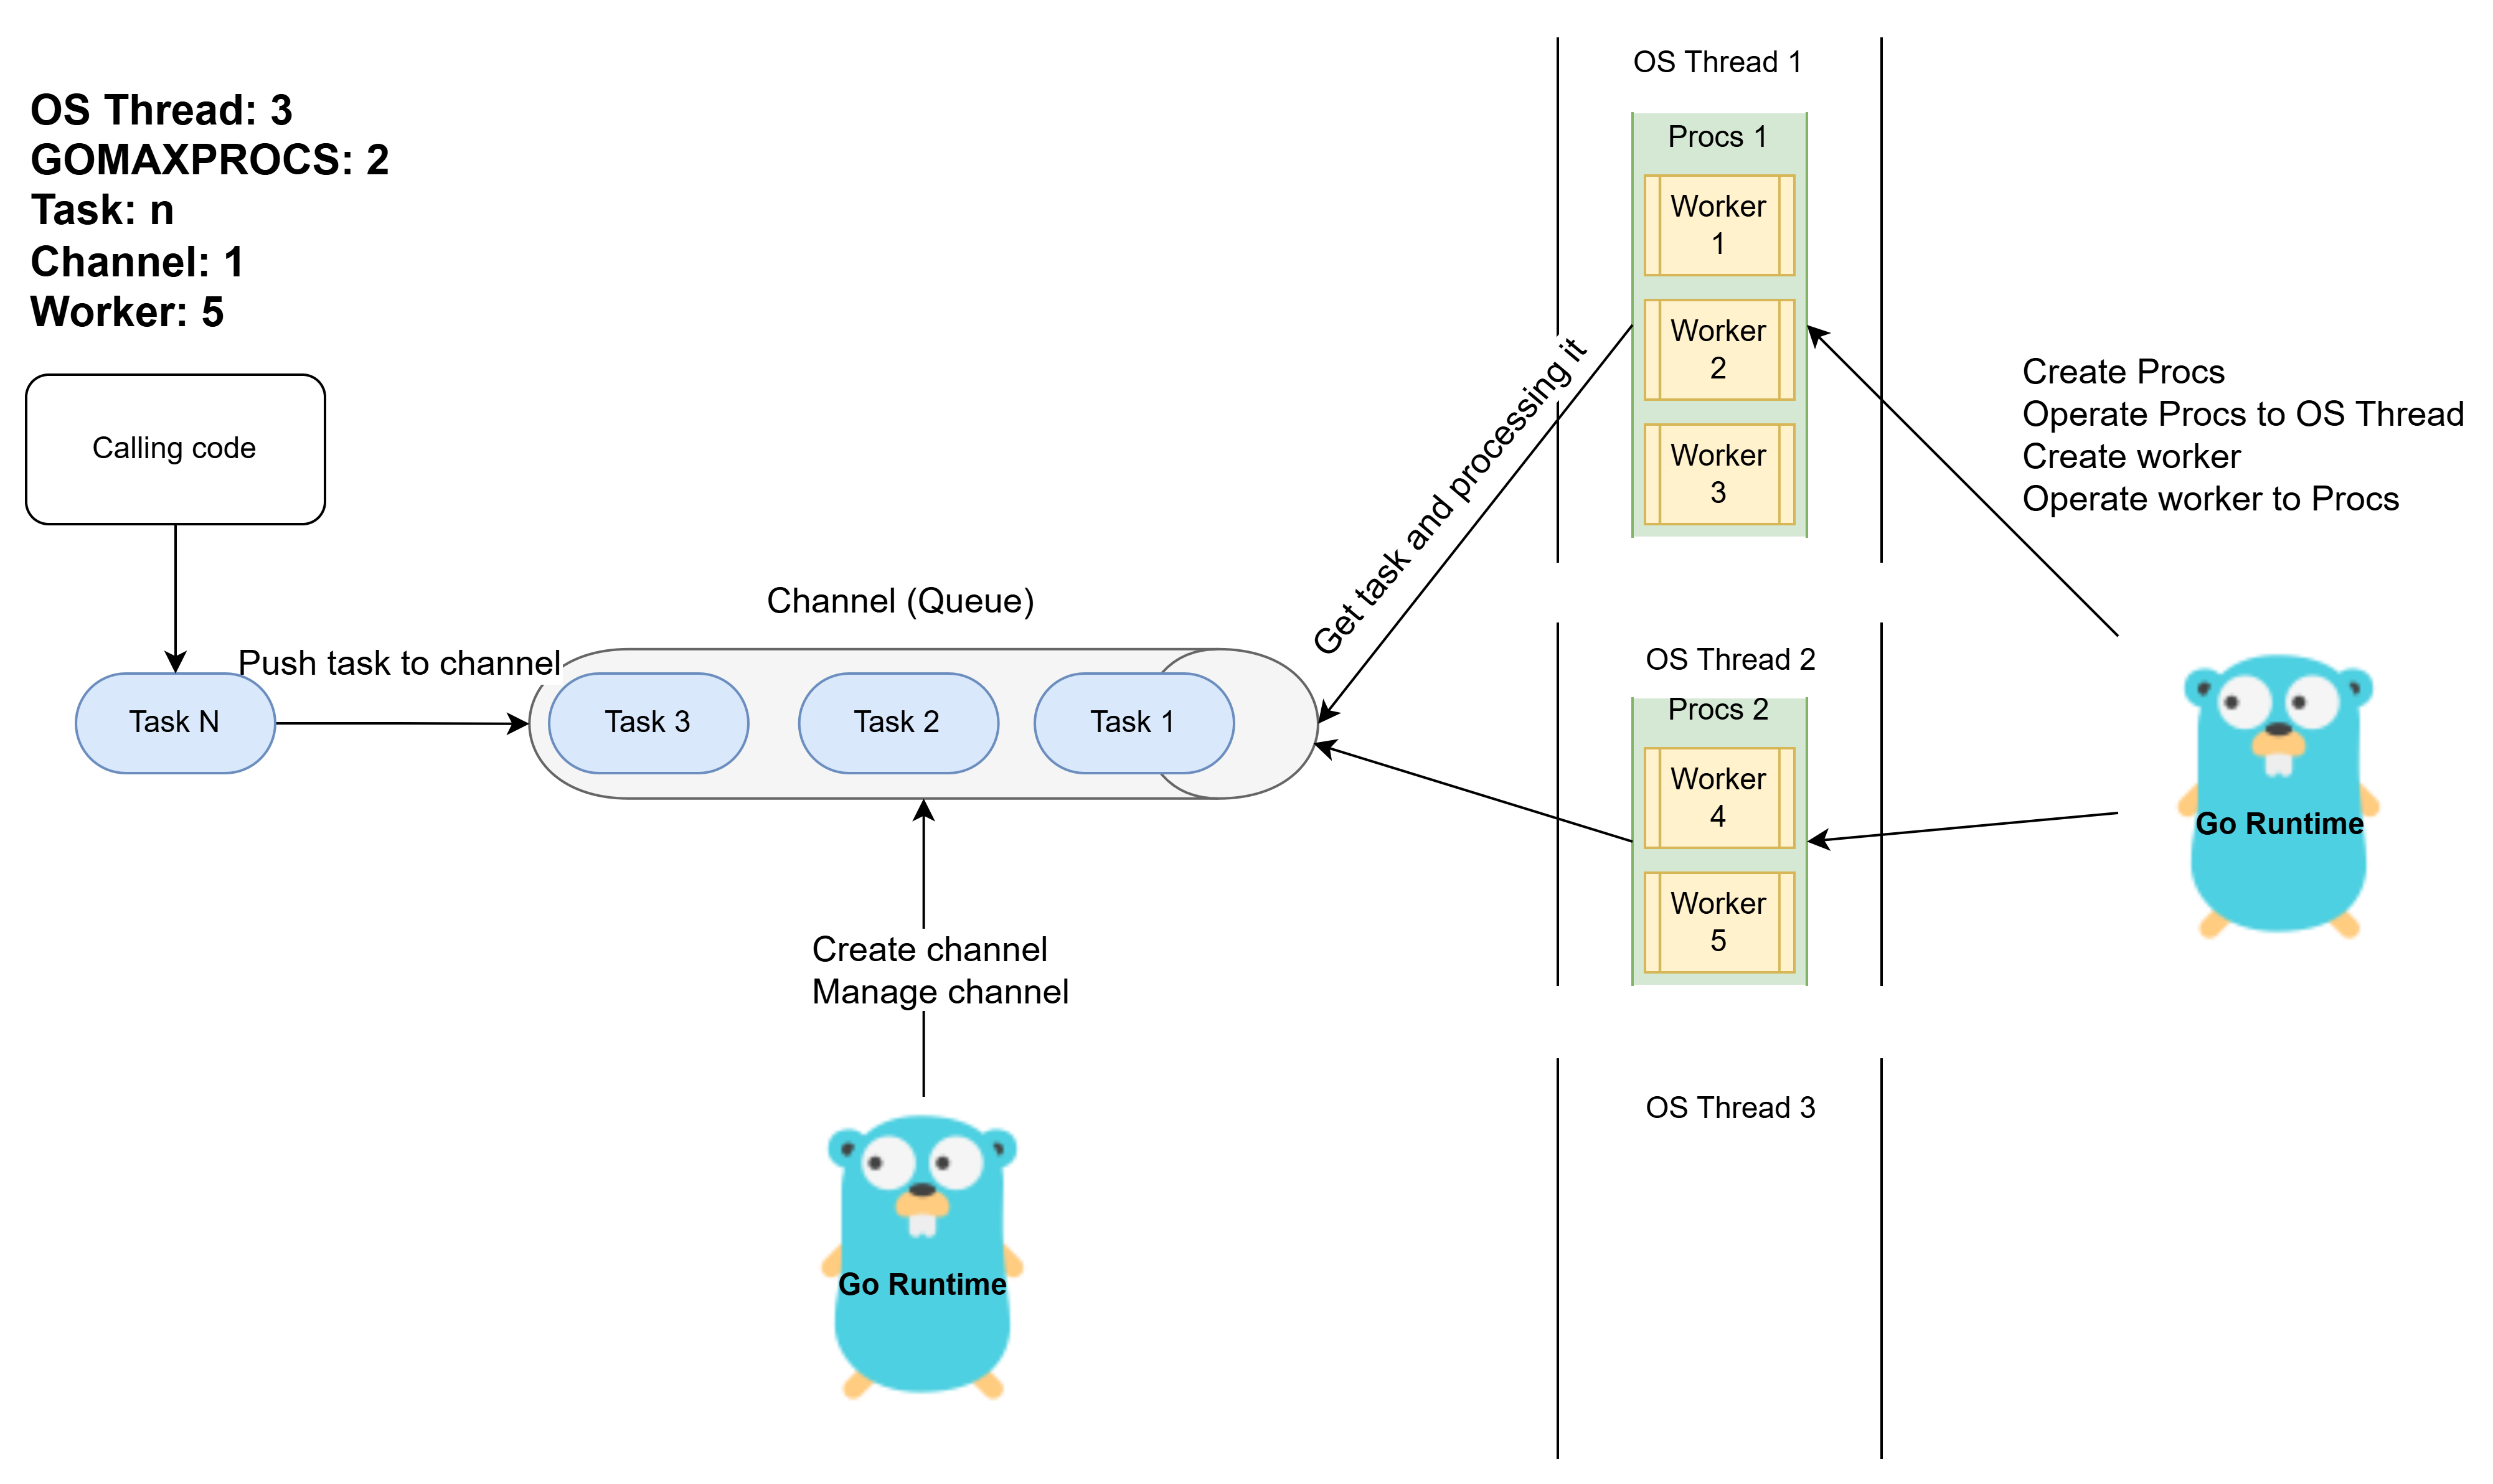 OS Thread: 3
GOMAXPROCS: 2
Task: n
Channel: 1
Worker: 5
Calling code
Push task to channel
Task N
Channel (Queue)
Task 3
Task 2
Task 1
Create channel
Manage channel
Go Runtime
Get task and processing it
OS Thread 1
Procs 1
Worker
1
Worker
2
Worker
3
OS Thread 2
Procs 2
Worker
4
Worker
5
OS Thread 3
Create Procs
Operate Procs to OS Thread
Create worker
Operate worker to Procs
Go Runtime